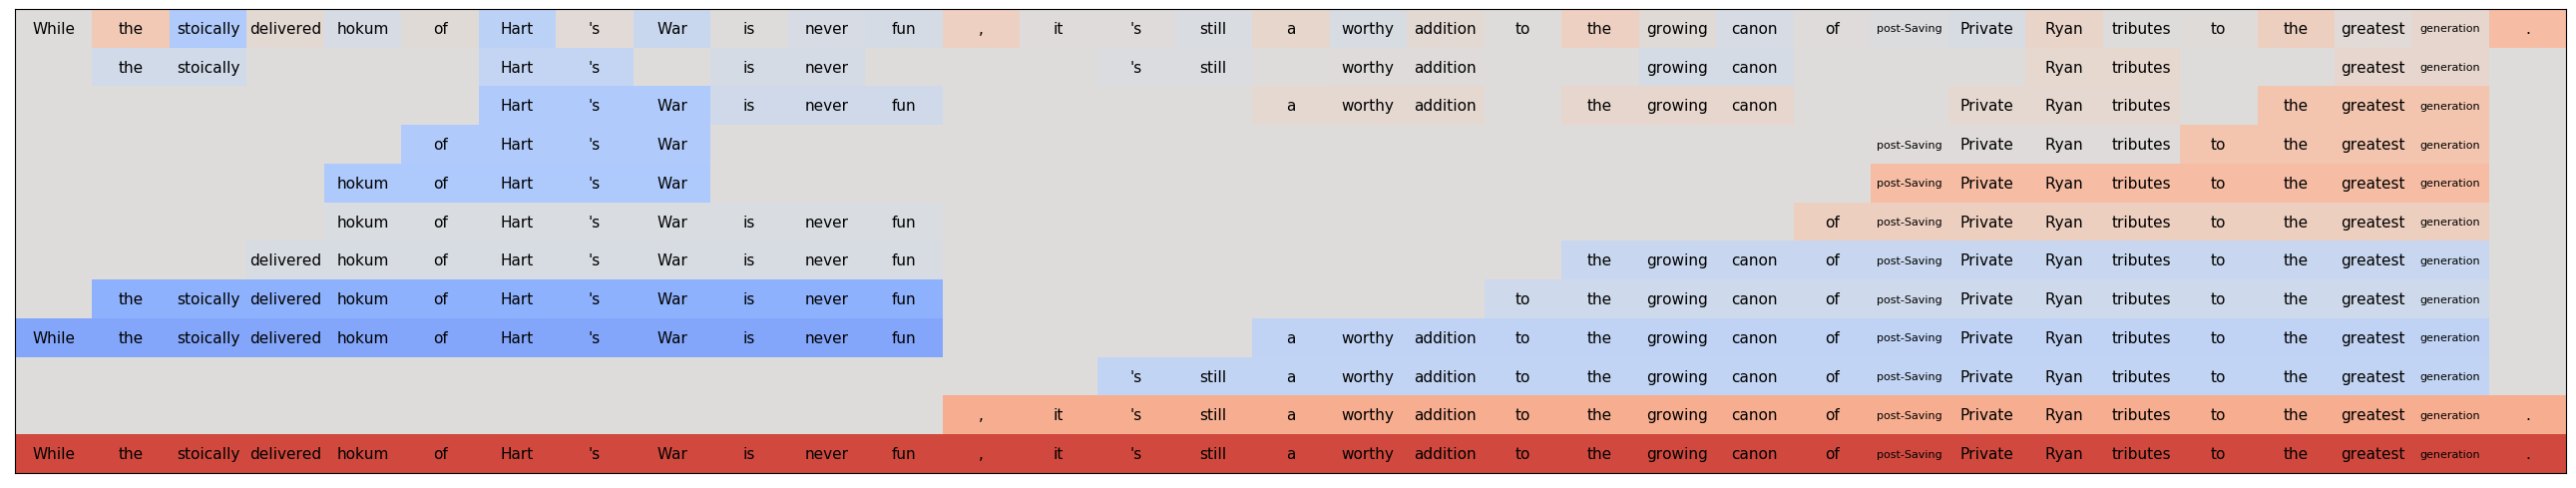 While the stoically delivered hokum of Hart 's War is never fun , it 's still a worthy addition to the growing canon of post-Saving Private Ryan tributes to the greatest generation .
the stoically Hart 's is never 's still worthy addition growing canon Ryan tributes greatest generation
Hart 's War is never fun a worthy addition the growing canon Private Ryan tributes the greatest generation
of Hart 's War post-Saving Private Ryan tributes to the greatest generation
hokum of Hart 's War post-Saving Private Ryan tributes to the greatest generation
hokum of Hart 's War is never fun of post-Saving Private Ryan tributes to the greatest generation
delivered hokum of Hart 's War is never fun the growing canon of post-Saving Private Ryan tributes to the greatest generation
the stoically delivered hokum of Hart 's War is never fun to the growing canon of post-Saving Private Ryan tributes to the greatest generation
While the stoically delivered hokum of Hart 's War is never fun a worthy addition to the growing canon of post-Saving Private Ryan tributes to the greatest generation
's still a worthy addition to the growing canon of post-Saving Private Ryan tributes to the greatest generation
, it 's still a worthy addition to the growing canon of post-Saving Private Ryan tributes to the greatest generation .
While the stoically delivered hokum of Hart 's War is never fun , it 's still a worthy addition to the growing canon of post-Saving Private Ryan tributes to the greatest generation .